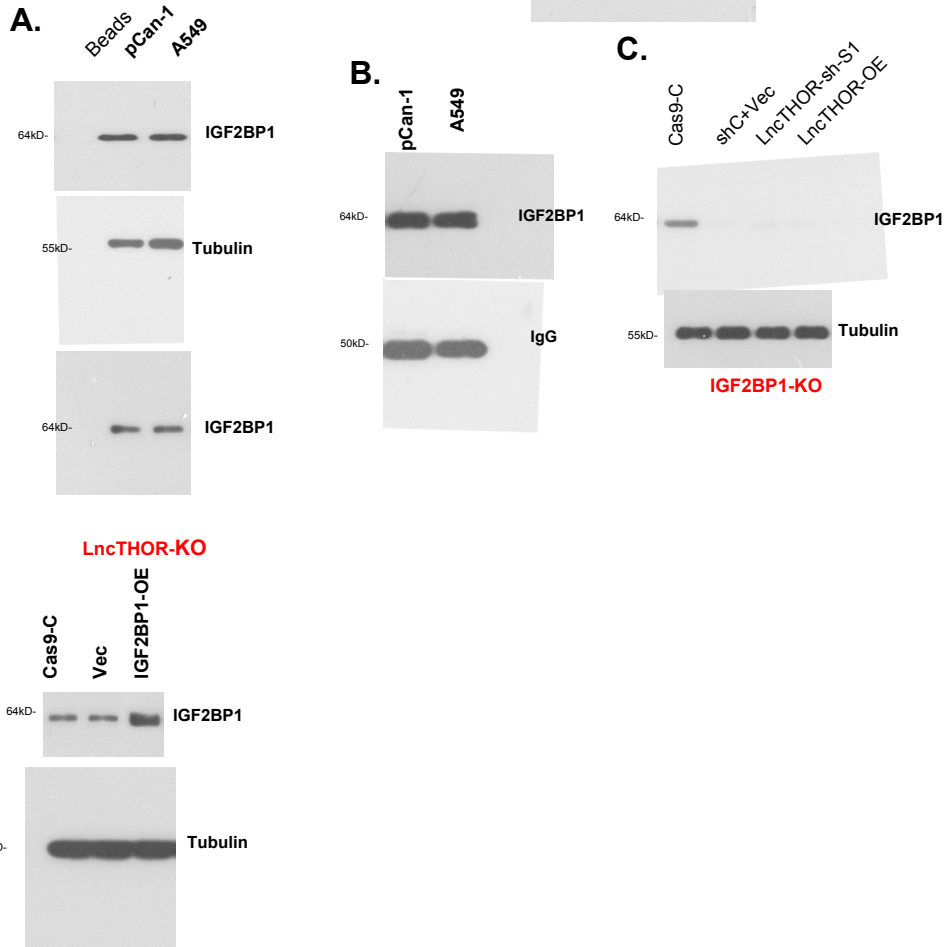 A.
Beads
pCan-1
A549
64kD-
IGF2BP1
55kD-
Tubulin
64kD-
IGF2BP1
B.
pCan-1
A549
64kD-
IGF2BP1
50kD-
IgG
C.
Cas9-C
shC+Vec
LncTHOR-sh-S1
LncTHOR-OE
64kD-
IGF2BP1
55kD-
Tubulin
IGF2BP1-KO
LncTHOR-KO
Cas9-C
Vec
IGF2BP1-OE
64kD-
IGF2BP1
Tubulin